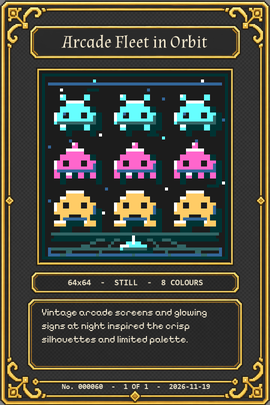 Arcade Fleet in Orbit
64x64 - STILL - 8 COLOURS
Vintage arcade screens and glowing
signs at night inspired the crisp
silhouettes and limited palette.
No. 000060 - 1 OF 1 - 2026-11-19